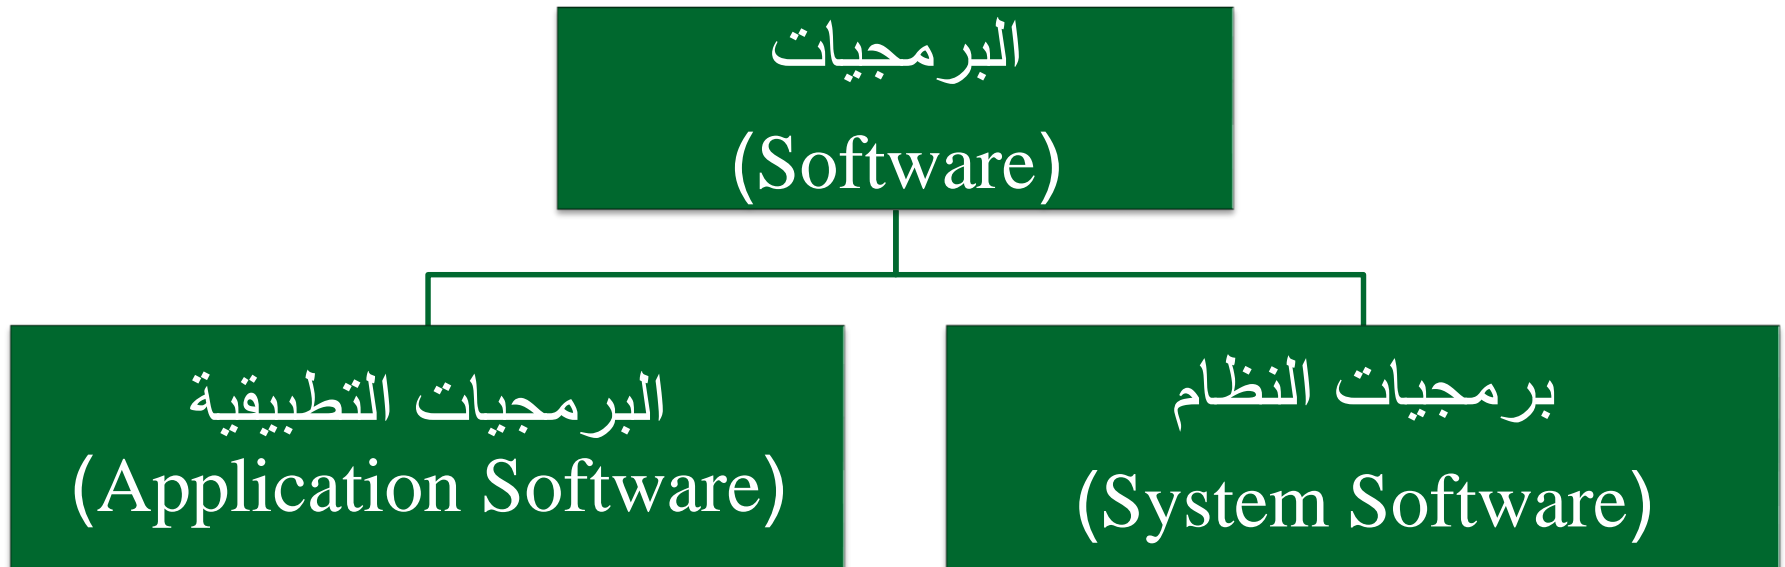 البرمجيات
(Software)
برمجيات النظام
(System Software)
البرمجيات التطبيقية
(Application Software)